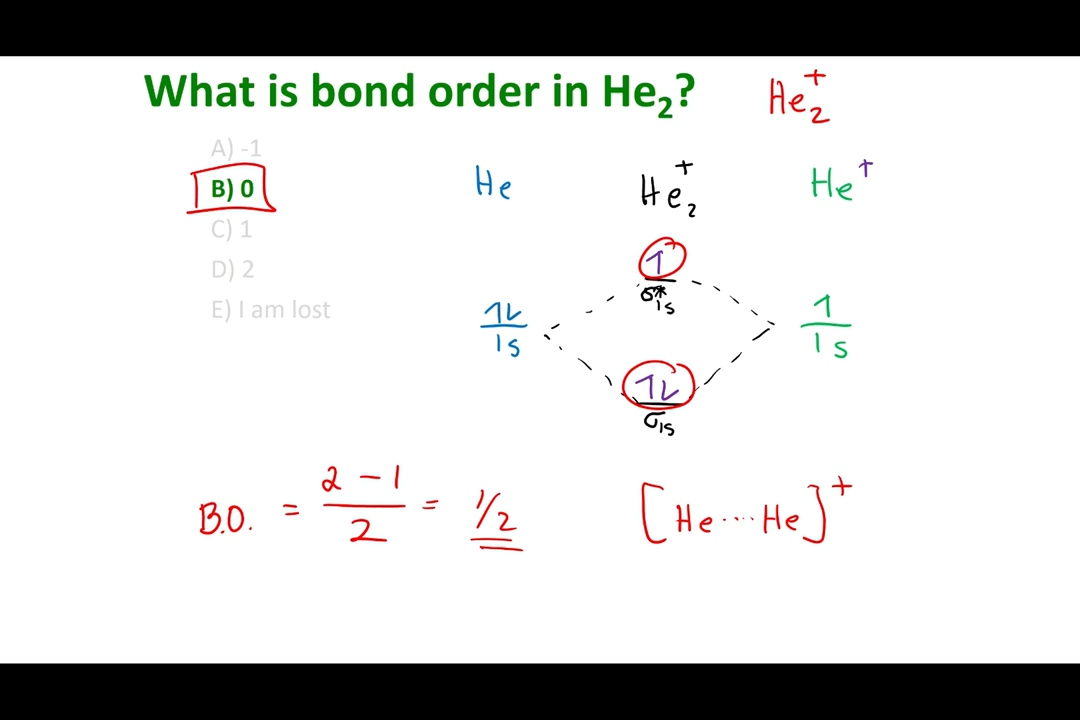 What is bond order in He₂? He₂⁺
A) -1
B) 0
C) 1
D) 2
E) I am lost
He He₂⁺ He⁺
↿
σ*1s
↿⇂ ↿
1s 1s
↿⇂
σ1s
B.O. = (2 - 1)/2 = 1/2 [He····He]⁺